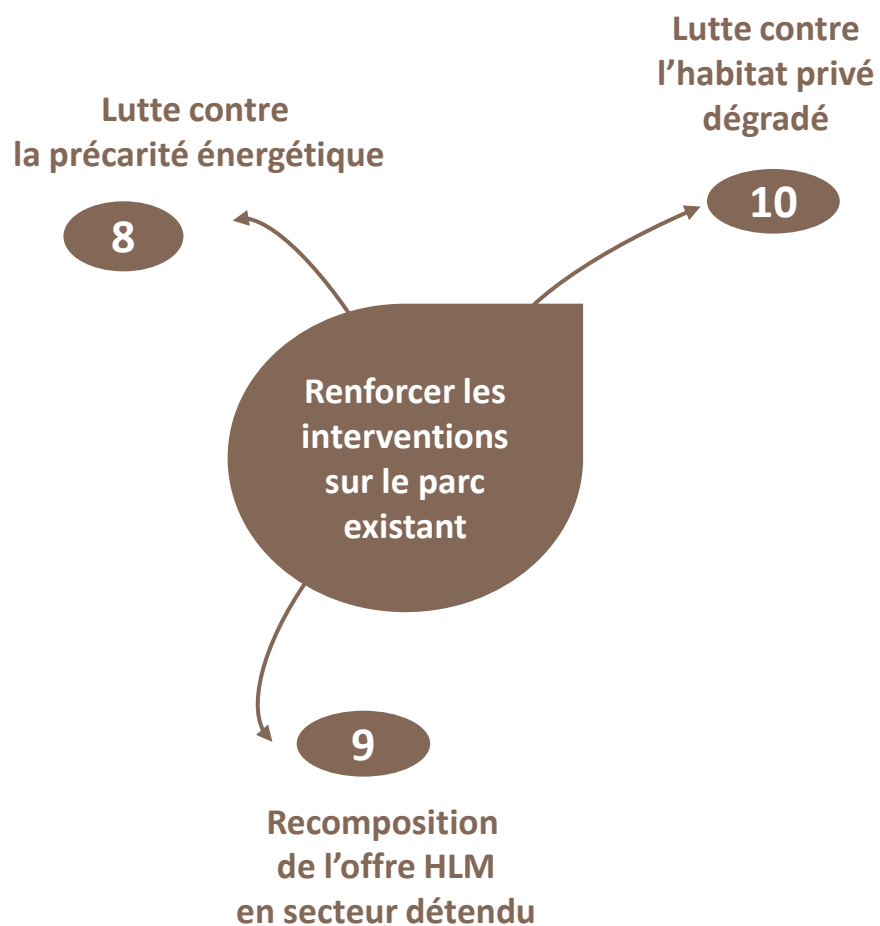 Lutte contre
la précarité énergétique
8
Lutte contre
l’habitat privé
dégradé
10
Renforcer les
interventions
sur le parc
existant
9
Recomposition
de l’offre HLM
en secteur détendu